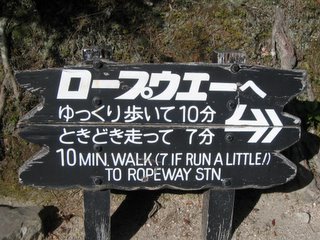 ロープウエーへ
ゆっくり歩いて10分
ときどき走って 7分
10 MIN. WALK (7 IF RUN A LITTLE!)
TO ROPEWAY STN.